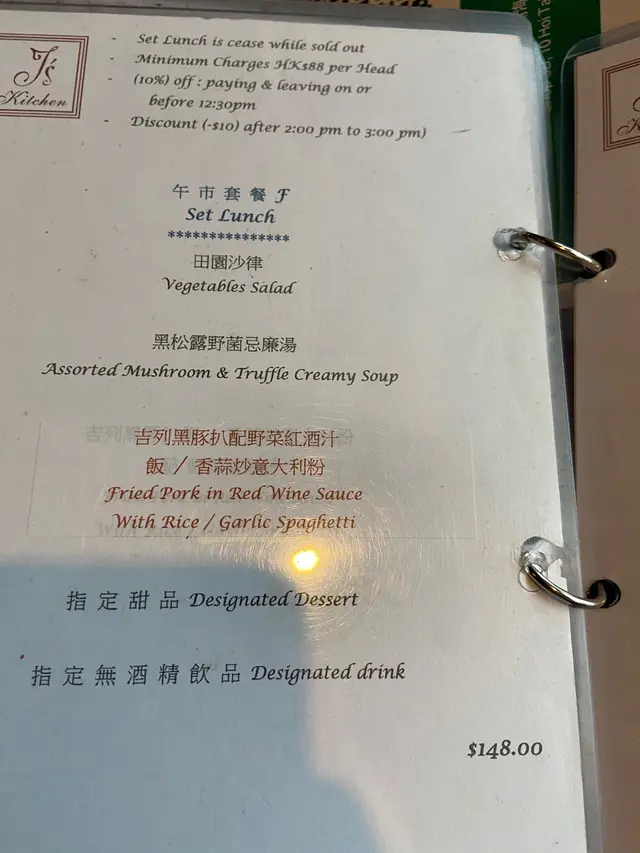 J's
Kitchen
- Set Lunch is cease while sold out
- Minimum Charges HK$88 per Head
- (10%) off : paying & leaving on or
before 12:30pm
- Discount (-$10) after 2:00 pm to 3:00 pm)
午 市 套 餐 F
Set Lunch
***************
田園沙律
Vegetables Salad
黑松露野菌忌廉湯
Assorted Mushroom & Truffle Creamy Soup
吉列黑豚扒配野菜紅酒汁
飯 / 香蒜炒意大利粉
Fried Pork in Red Wine Sauce
With Rice / Garlic Spaghetti
指 定 甜 品 Designated Dessert
指 定 無 酒 精 飲 品 Designated drink
$148.00